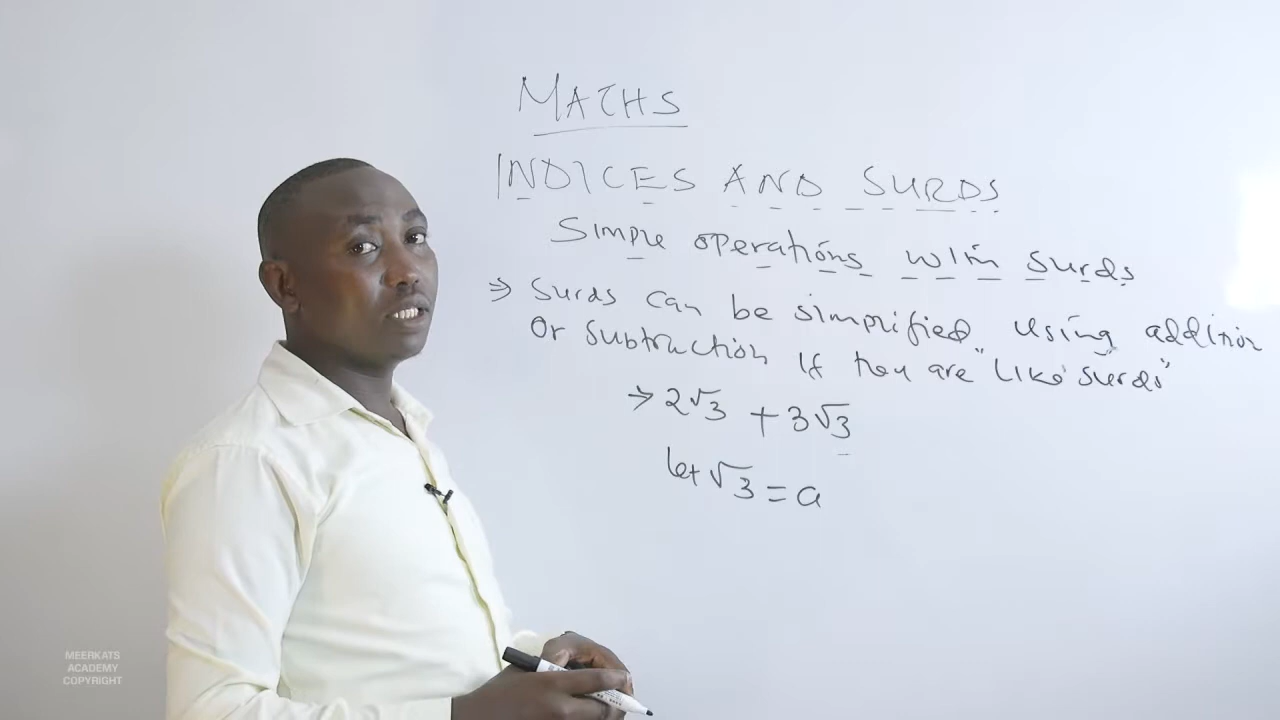 MATHS
INDICES AND SURDS
Simple operations with surds
⇒ Surds can be simplified using addition
Or subtraction if they are "Like surds"
→ 2√3 + 3√3
let √3 = a
MEERKATS
ACADEMY
COPYRIGHT